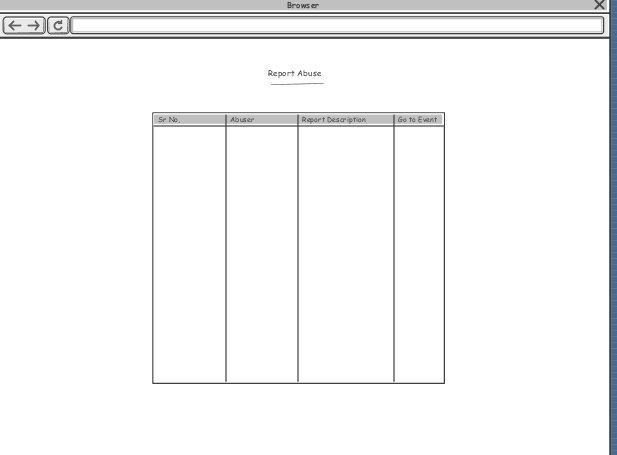 Browser
Report Abuse
Sr No. Abuser Report Description Go to Event